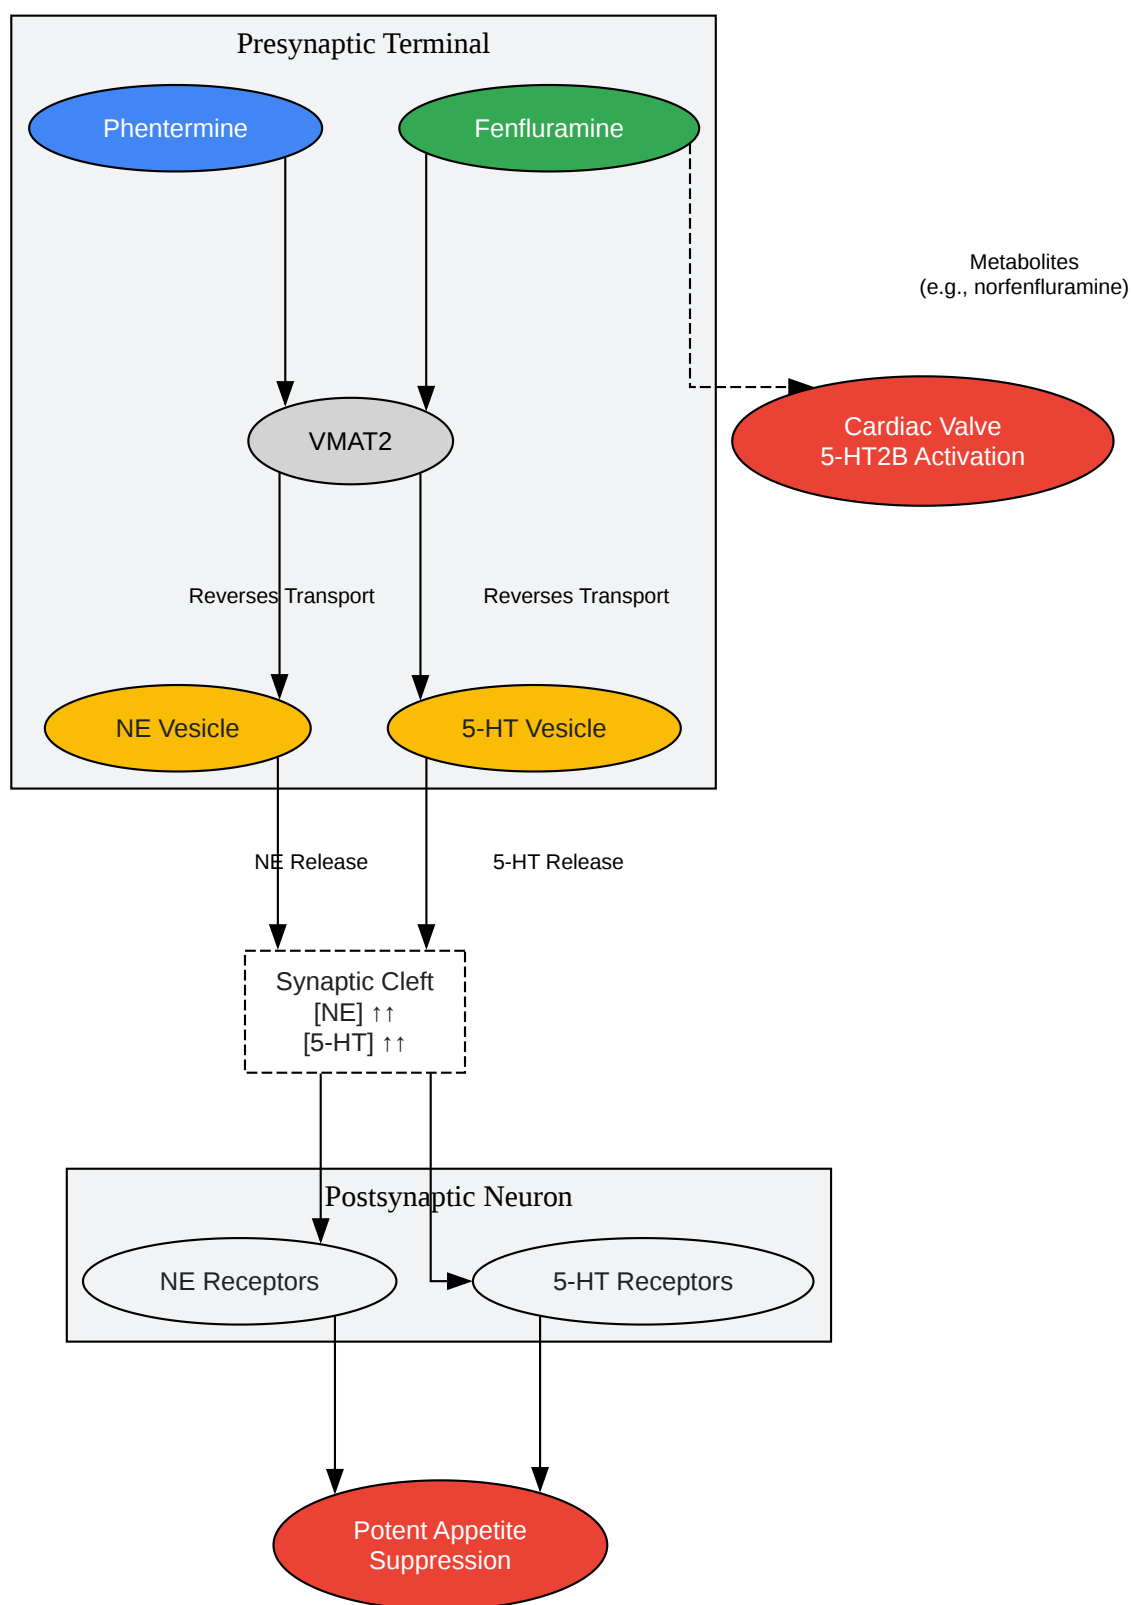 Presynaptic Terminal
Phentermine
Fenfluramine
Metabolites
(e.g., norfenfluramine)
VMAT2
Cardiac Valve
5-HT2B Activation
Reverses Transport
Reverses Transport
NE Vesicle
5-HT Vesicle
NE Release
5-HT Release
Synaptic Cleft
[NE] ↑↑
[5-HT] ↑↑
Postsynaptic Neuron
NE Receptors
5-HT Receptors
Potent Appetite
Suppression